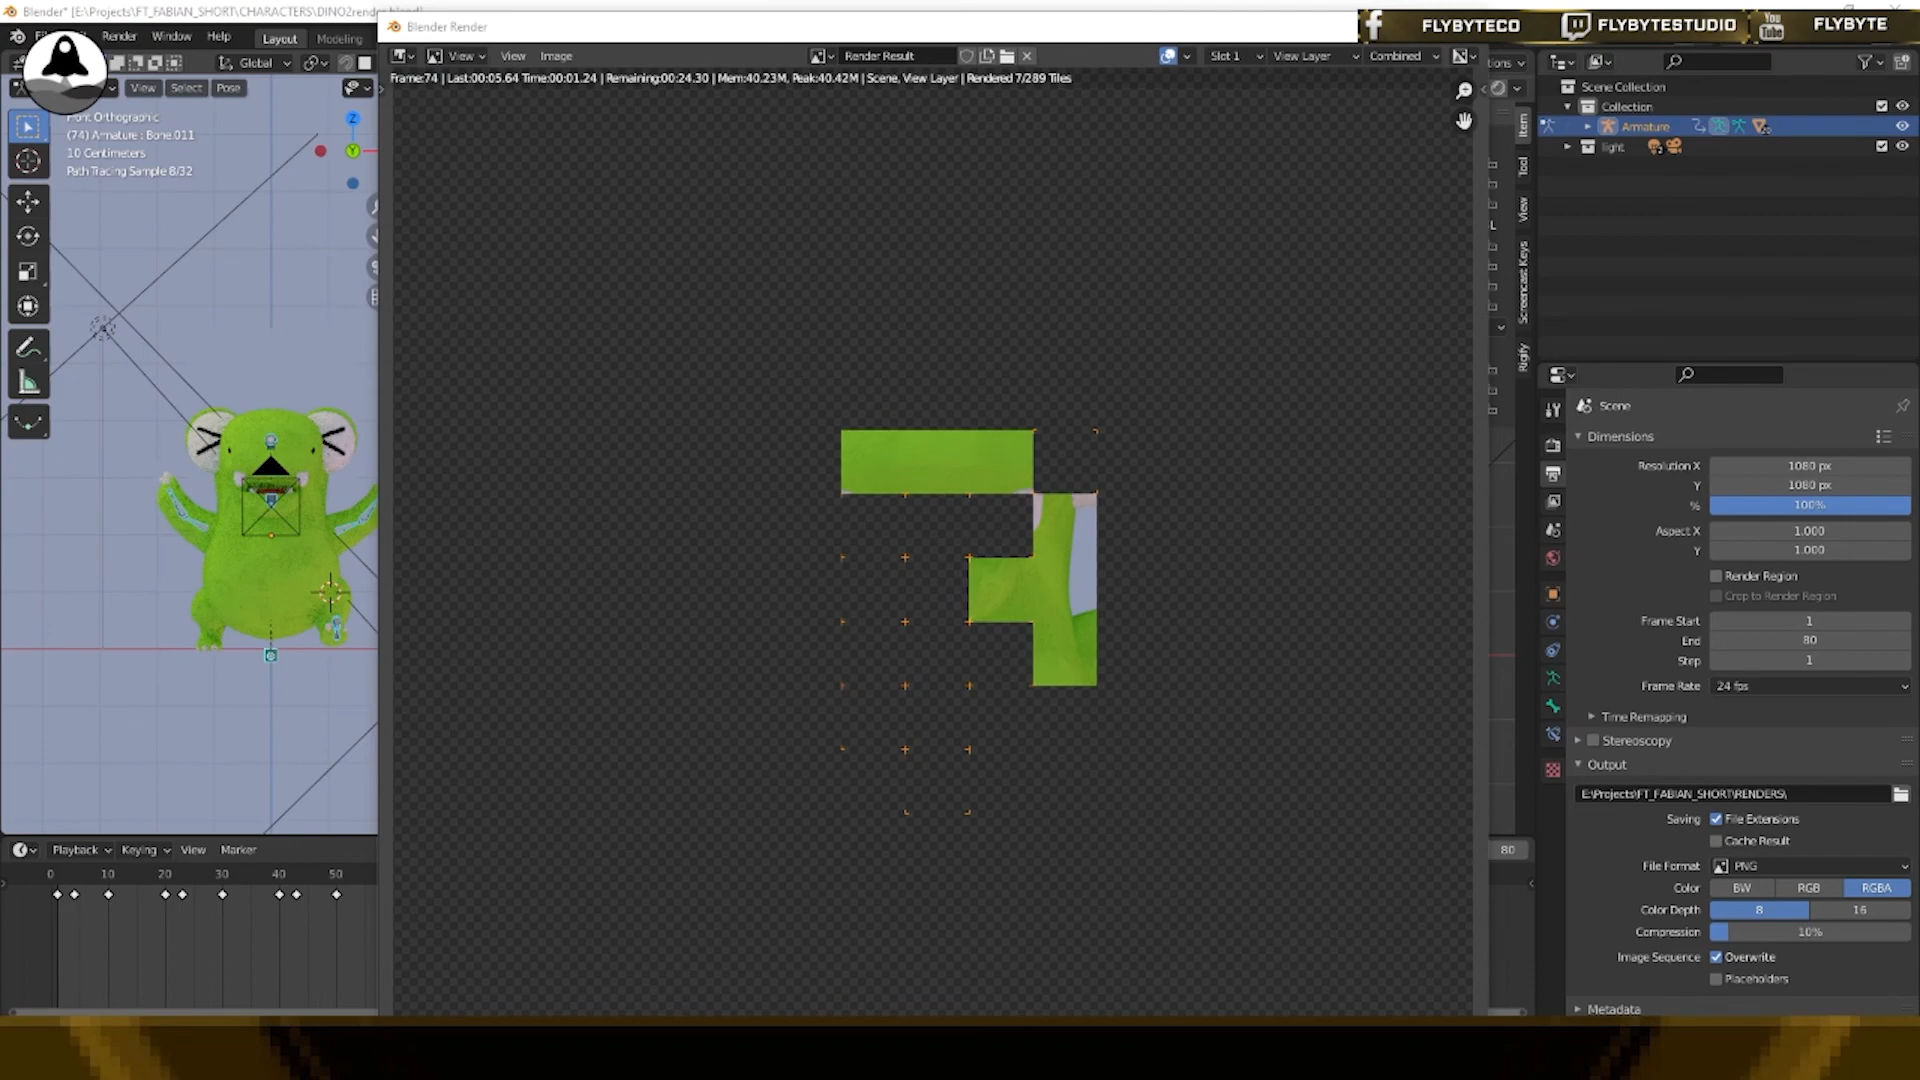 Blender* [E:\Projects\FT_FABIAN_SHORT\CHARACTERS\DINO2render.blend]
Blender Render
FLYBYTECO
FLYBYTESTUDIO
You Tube
FLYBYTE
Render
Window
Help
Layout
Modeling
View
View
Image
Render Result
Slot 1
View Layer
Combined
Global
Frame:74 | Last:00:05.64 Time:00:01.24 | Remaining:00:24.30 | Mem:40.23M, Peak:40.42M | Scene, View Layer | Rendered 7/289 Tiles
View
Select
Pose
Front Orthographic
(74) Armature : Bone.011
10 Centimeters
Path Tracing Sample 8/32
Z
Y
Item
Tool
View
Screencast Keys
Rigify
Scene Collection
Collection
Armature
light
Scene
Dimensions
Resolution X
1080 px
Y
1080 px
%
100%
Aspect X
1.000
Y
1.000
Render Region
Crop to Render Region
Frame Start
1
End
80
Step
1
Frame Rate
24 fps
Time Remapping
Stereoscopy
Output
E:\Projects\FT_FABIAN_SHORT\RENDERS\
Saving
File Extensions
Cache Result
File Format
PNG
Color
BW
RGB
RGBA
Color Depth
8
16
Compression
10%
Image Sequence
Overwrite
Placeholders
Metadata
Playback
Keying
View
Marker
80
0
10
20
30
40
50